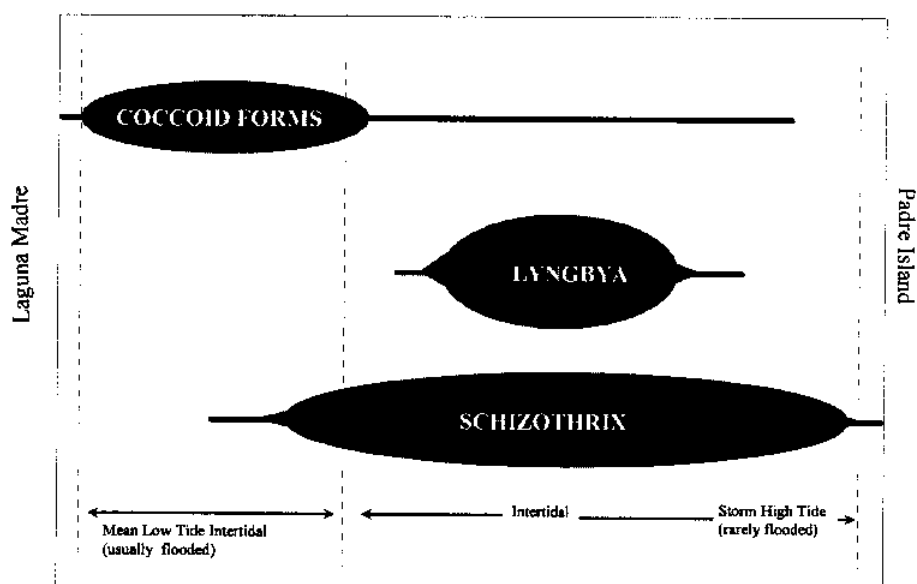 COCCOID FORMS
Laguna Madre
Padre Island
LYNGBYA
SCHIZOTHRIX
Mean Low Tide Intertidal
(usually flooded)
Intertidal
Storm High Tide
(rarely flooded)